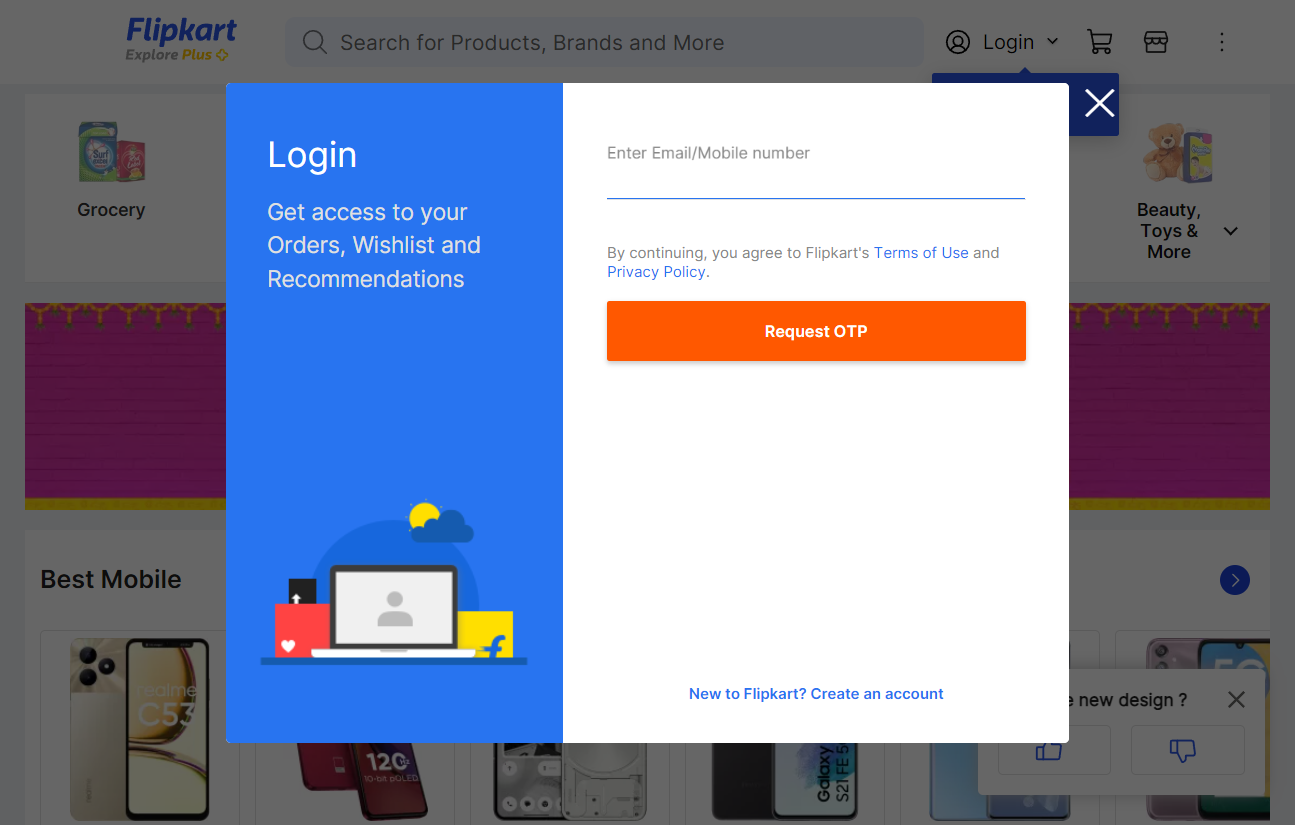 Flipkart
Explore Plus
Search for Products, Brands and More
Login
Grocery
Beauty,
Toys &
More
Login
Get access to your
Orders, Wishlist and
Recommendations
Enter Email/Mobile number
By continuing, you agree to Flipkart's Terms of Use and
Privacy Policy.
Request OTP
New to Flipkart? Create an account
Best Mobile
new design ?
realme
C53
120
10-bit pOLED
Galaxy
S21 FE 5G
5G